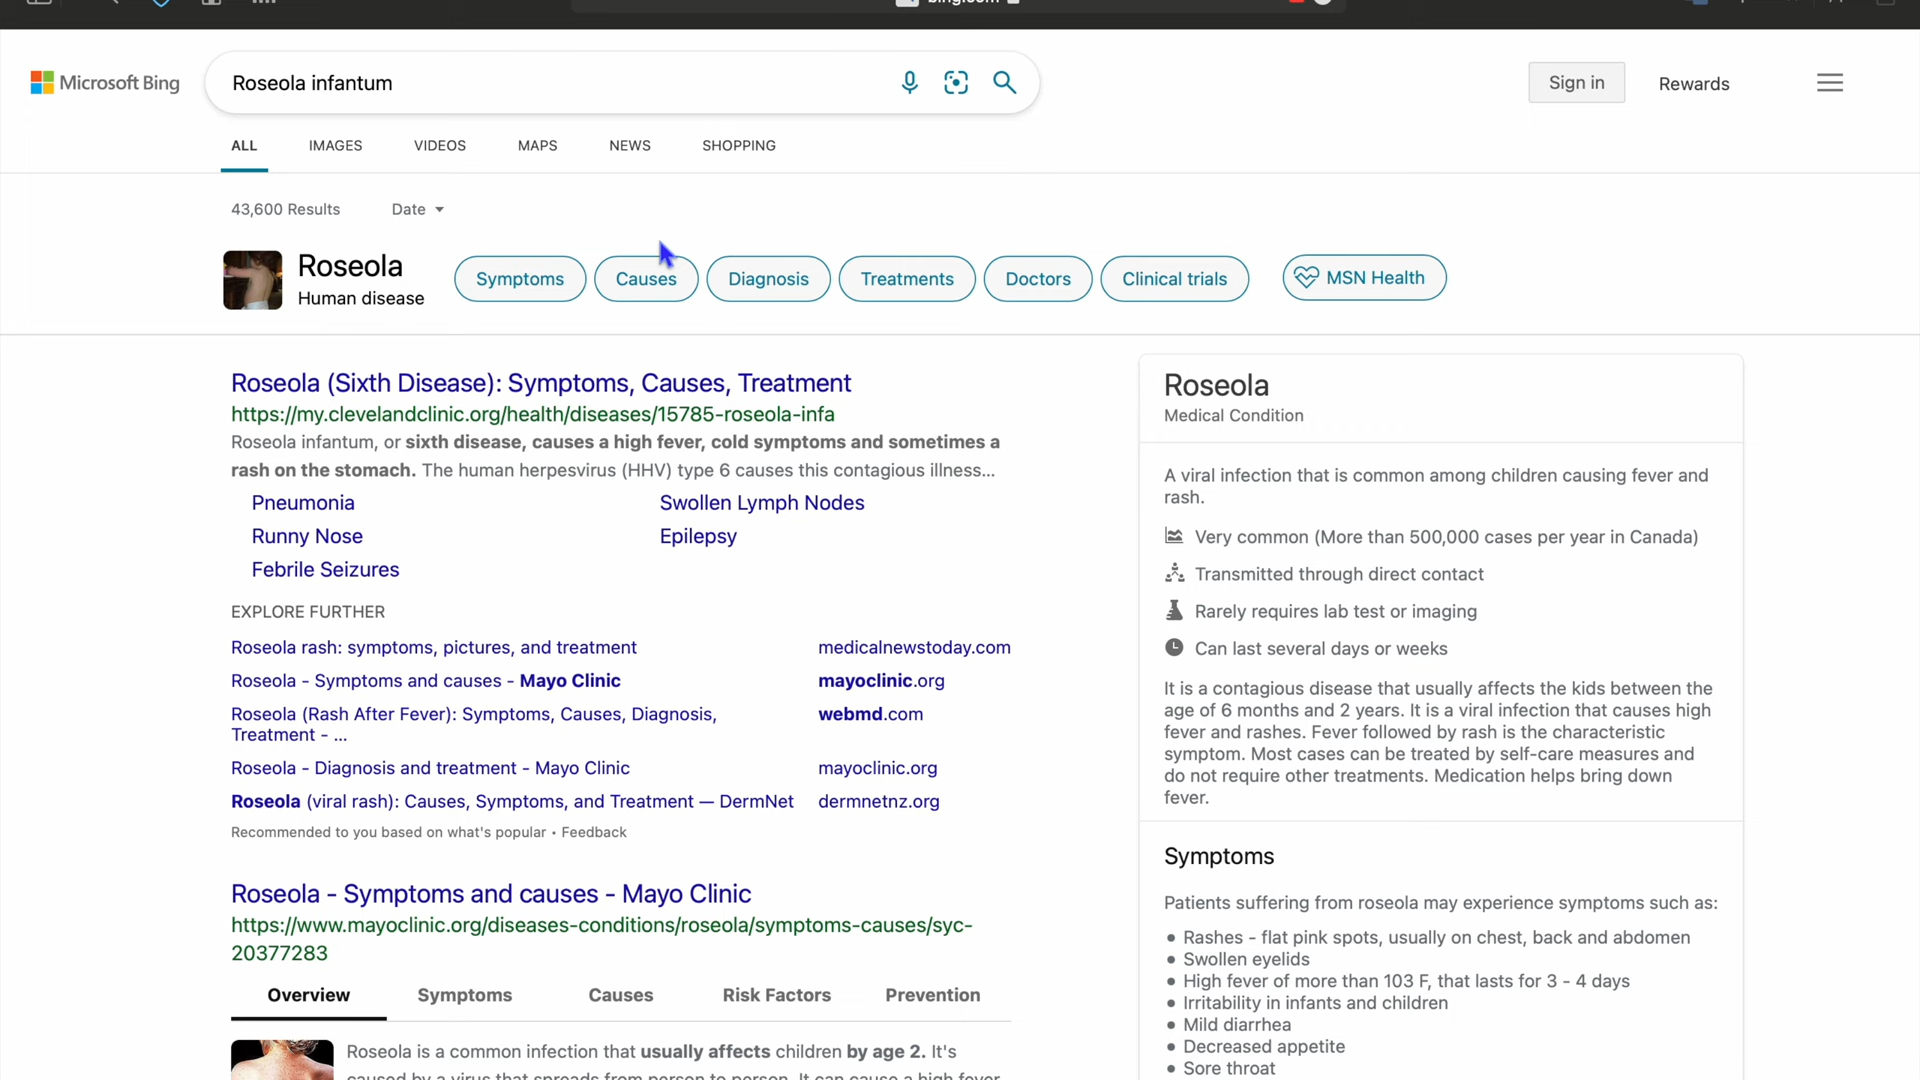 Microsoft Bing
Roseola infantum
Sign in
Rewards
ALL
IMAGES
VIDEOS
MAPS
NEWS
SHOPPING
43,600 Results
Date
Roseola
Human disease
Symptoms
Causes
Diagnosis
Treatments
Doctors
Clinical trials
MSN Health
Roseola (Sixth Disease): Symptoms, Causes, Treatment
https://my.clevelandclinic.org/health/diseases/15785-roseola-infa
Roseola infantum, or sixth disease, causes a high fever, cold symptoms and sometimes a
rash on the stomach. The human herpesvirus (HHV) type 6 causes this contagious illness...
Pneumonia
Swollen Lymph Nodes
Runny Nose
Epilepsy
Febrile Seizures
EXPLORE FURTHER
Roseola rash: symptoms, pictures, and treatment
medicalnewstoday.com
Roseola - Symptoms and causes - Mayo Clinic
mayoclinic.org
Roseola (Rash After Fever): Symptoms, Causes, Diagnosis,
Treatment - ...
webmd.com
Roseola - Diagnosis and treatment - Mayo Clinic
mayoclinic.org
Roseola (viral rash): Causes, Symptoms, and Treatment — DermNet
dermnetnz.org
Recommended to you based on what's popular • Feedback
Roseola - Symptoms and causes - Mayo Clinic
https://www.mayoclinic.org/diseases-conditions/roseola/symptoms-causes/syc-
20377283
Overview
Symptoms
Causes
Risk Factors
Prevention
Roseola is a common infection that usually affects children by age 2. It's
caused by a virus that spreads from person to person. It can cause a high fever
Roseola
Medical Condition
A viral infection that is common among children causing fever and
rash.
Very common (More than 500,000 cases per year in Canada)
Transmitted through direct contact
Rarely requires lab test or imaging
Can last several days or weeks
It is a contagious disease that usually affects the kids between the
age of 6 months and 2 years. It is a viral infection that causes high
fever and rashes. Fever followed by rash is the characteristic
symptom. Most cases can be treated by self-care measures and
do not require other treatments. Medication helps bring down
fever.
Symptoms
Patients suffering from roseola may experience symptoms such as:
• Rashes - flat pink spots, usually on chest, back and abdomen
• Swollen eyelids
• High fever of more than 103 F, that lasts for 3 - 4 days
• Irritability in infants and children
• Mild diarrhea
• Decreased appetite
• Sore throat